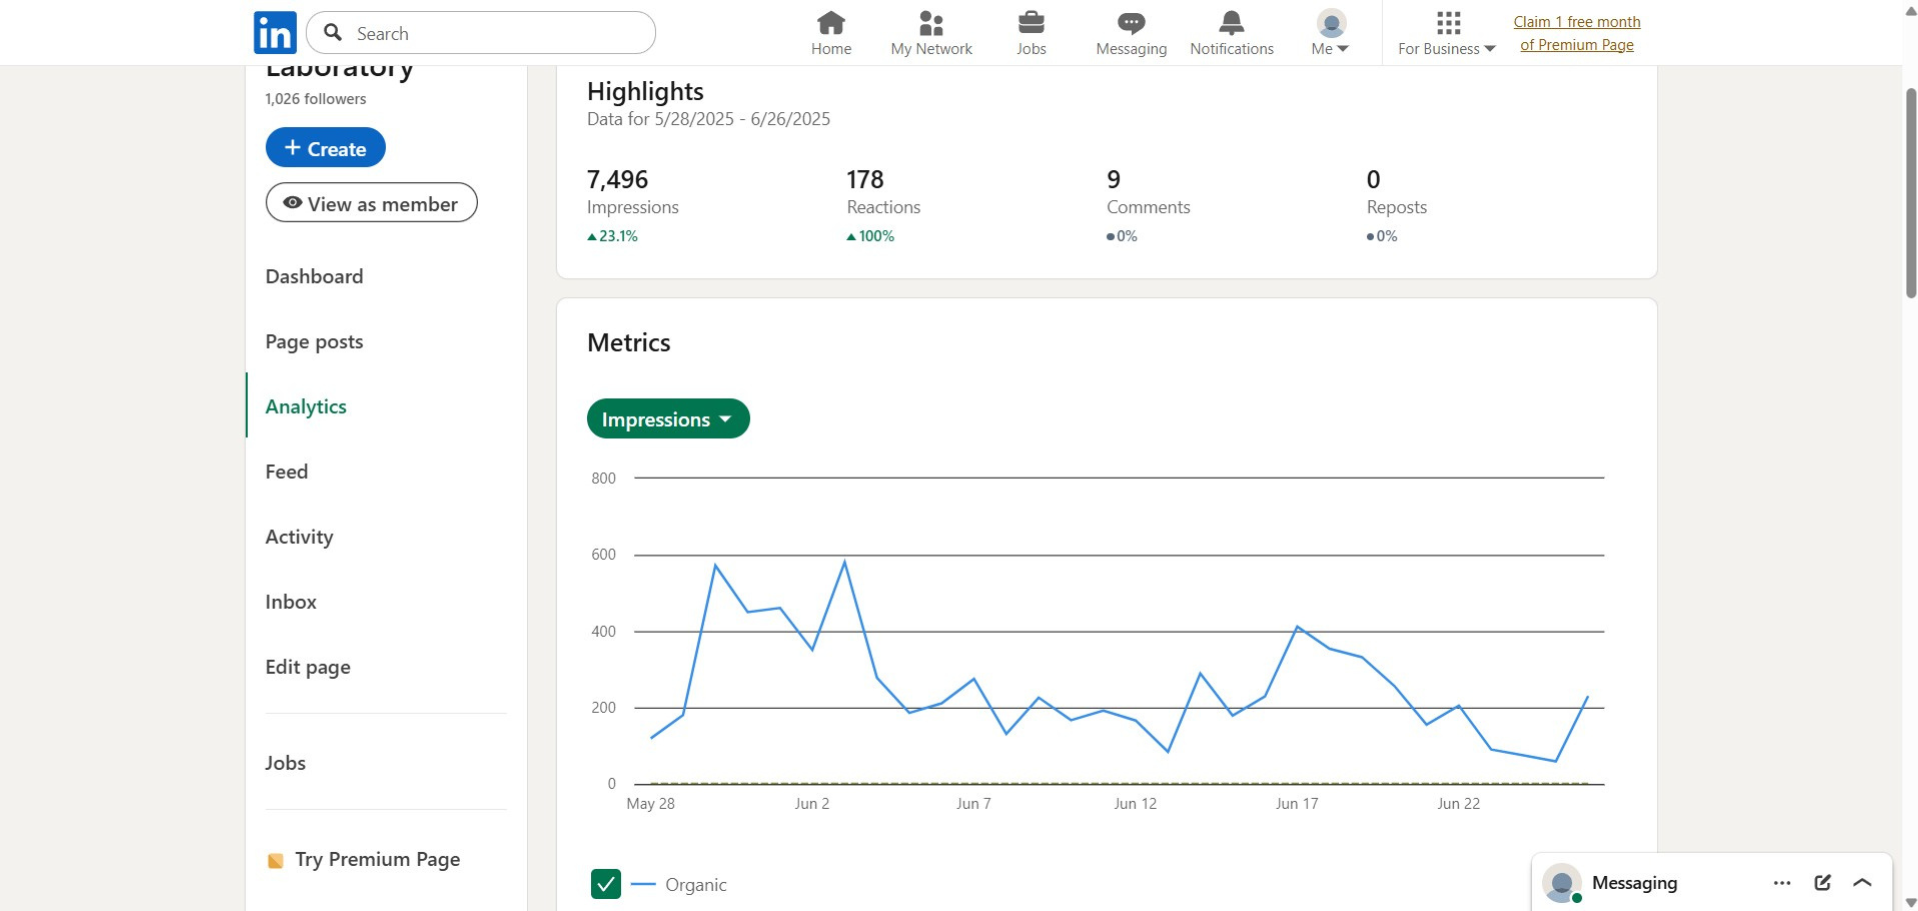 in
Search
Home
My Network
Jobs
Messaging
Notifications
Me
For Business
Claim 1 free month
of Premium Page
Laboratory
1,026 followers
+ Create
View as member
Dashboard
Page posts
Analytics
Feed
Activity
Inbox
Edit page
Jobs
Try Premium Page
Highlights
Data for 5/28/2025 - 6/26/2025
7,496 178 9 0
Impressions Reactions Comments Reposts
▲23.1% ▲100% ●0% ●0%
Metrics
Impressions
800
600
400
200
0
May 28 Jun 2 Jun 7 Jun 12 Jun 17 Jun 22
Organic
Messaging